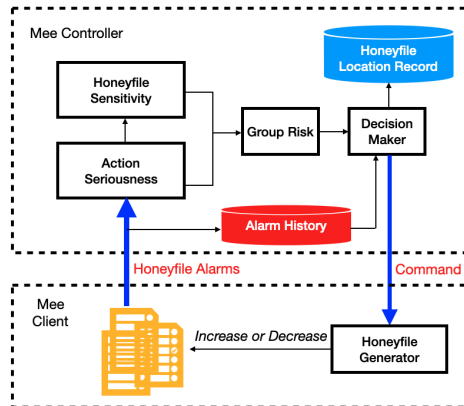 Mee Controller
Honeyfile
Location Record
Honeyfile
Sensitivity
Group Risk
Decision
Maker
Action
Seriousness
Alarm History
Honeyfile Alarms
Command
Mee
Client
Increase or Decrease
Honeyfile
Generator